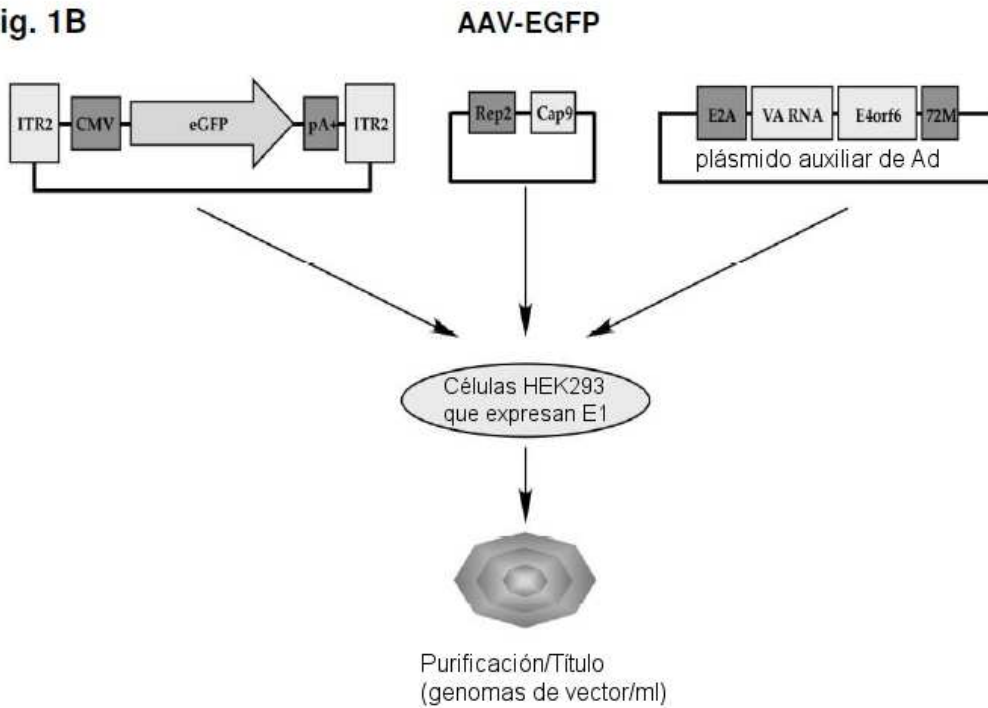 ig. 1B
AAV-EGFP
ITR2 CMV eGFP pA+ ITR2
Rep2 Cap9
E2A VA RNA E4orf6 72M
plásmido auxiliar de Ad
Células HEK293
que expresan E1
Purificación/Título
(genomas de vector/ml)